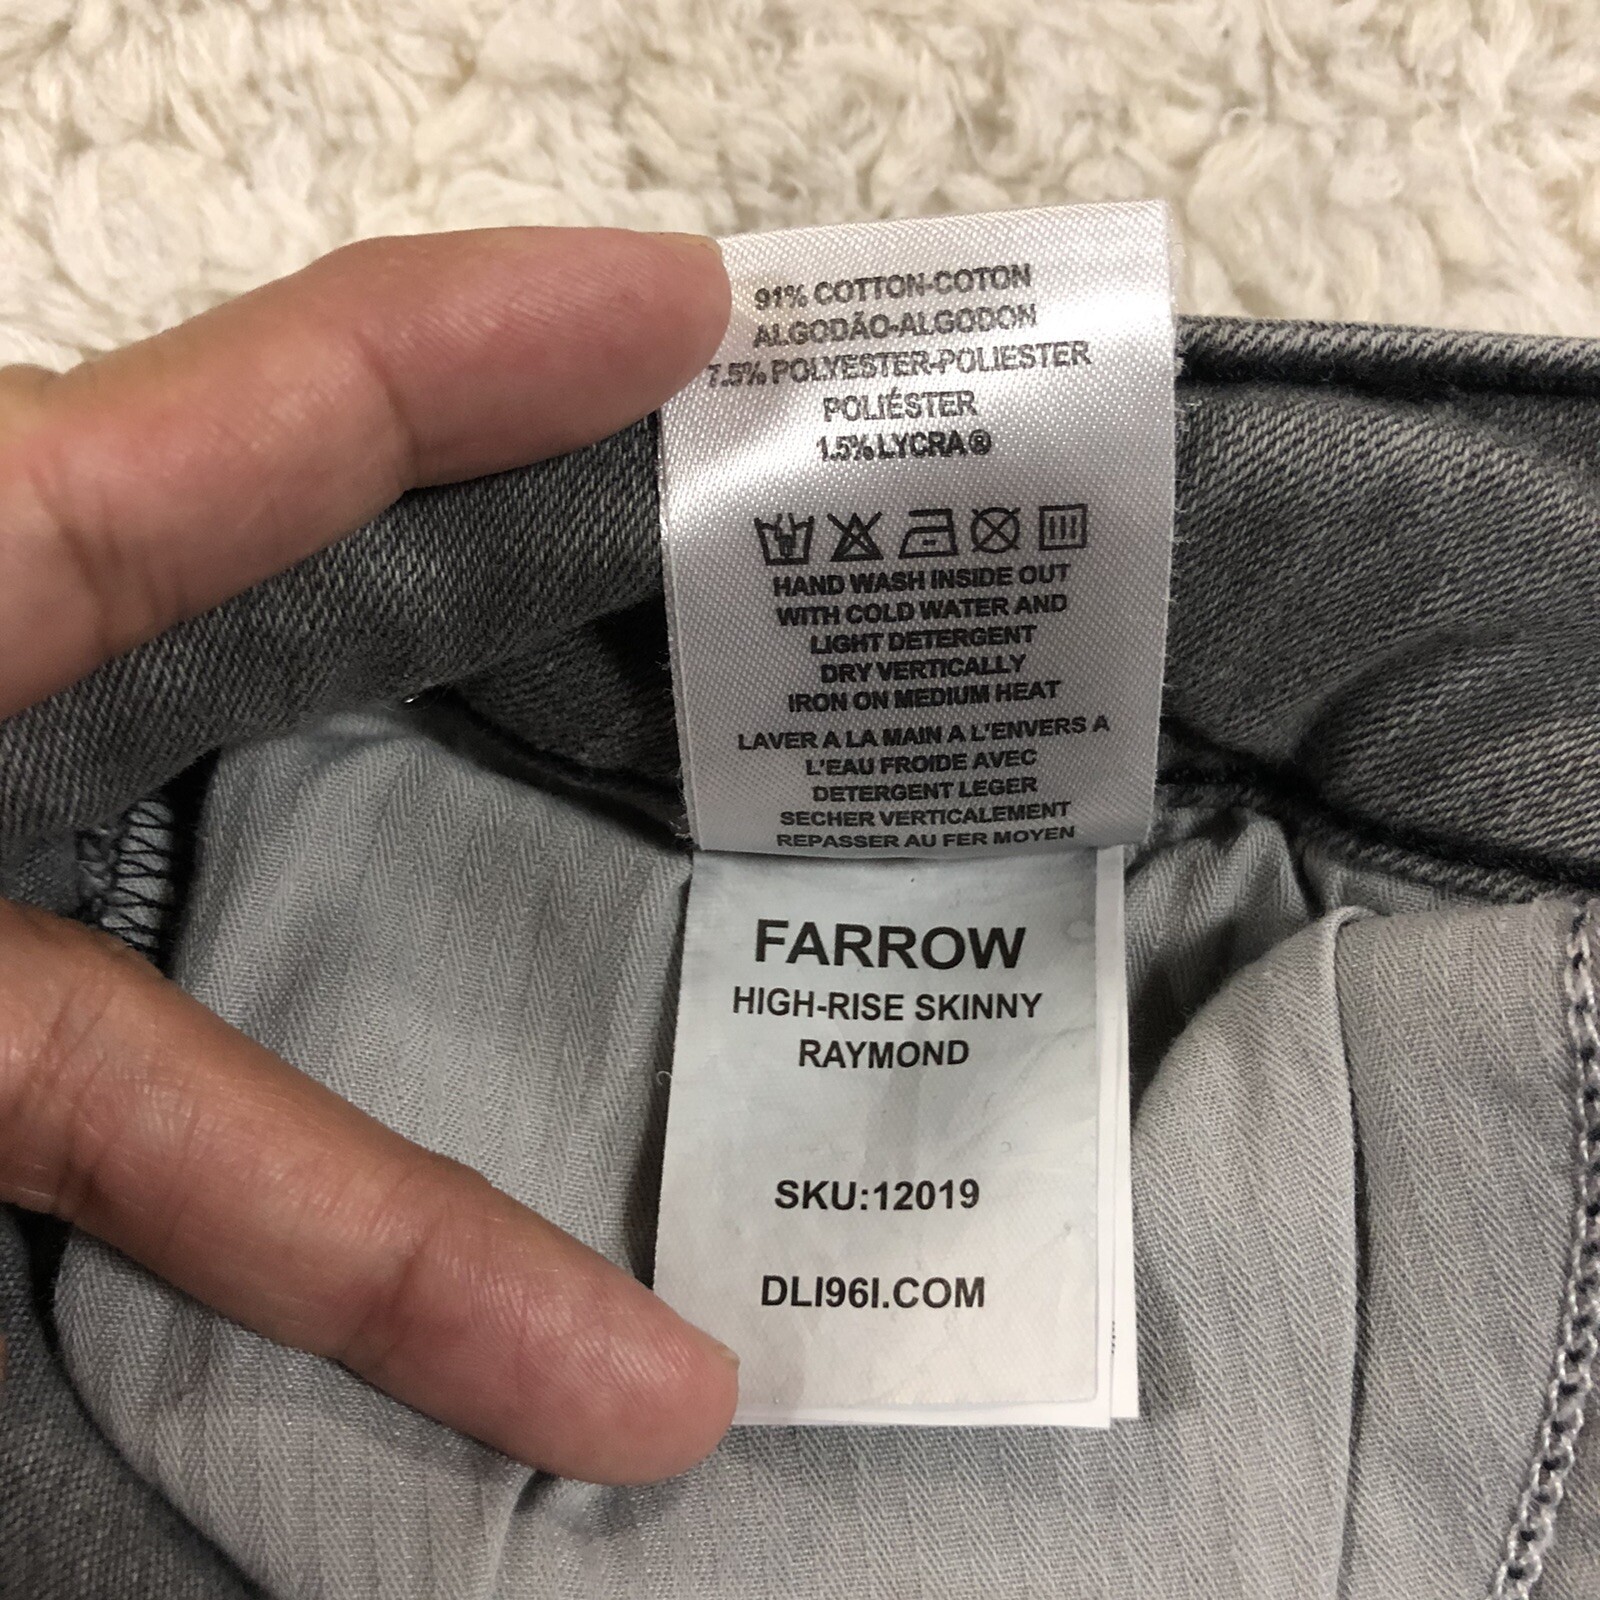 91% COTTON-COTON
ALGODÃO-ALGODON
7.5% POLYESTER-POLIESTER
POLIÉSTER
1.5% LYCRA®
HAND WASH INSIDE OUT
WITH COLD WATER AND
LIGHT DETERGENT
DRY VERTICALLY
IRON ON MEDIUM HEAT
LAVER A LA MAIN A L'ENVERS A
L'EAU FROIDE AVEC
DETERGENT LEGER
SECHER VERTICALEMENT
REPASSER AU FER MOYEN
FARROW
HIGH-RISE SKINNY
RAYMOND
SKU:12019
DL1961.COM